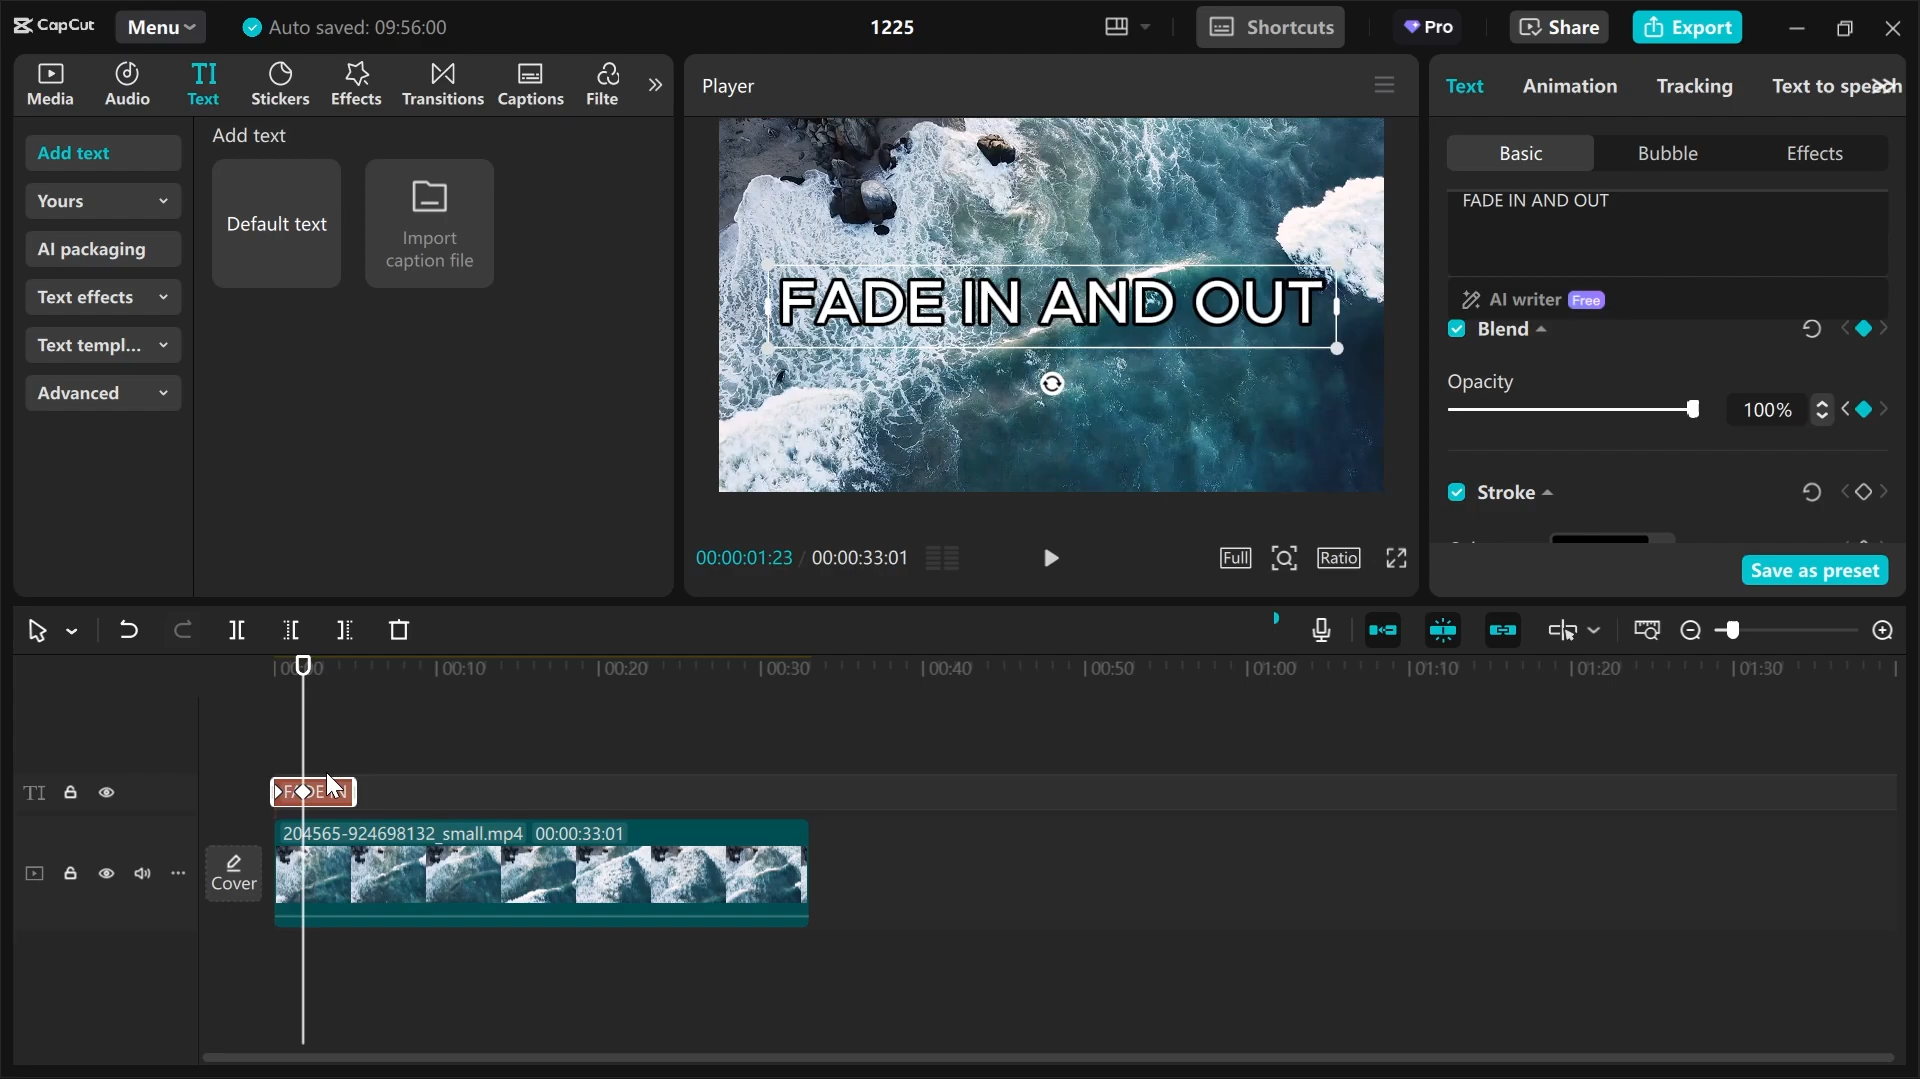 CapCut
Menu
Auto saved: 09:56:00
1225
Shortcuts
Pro
Share
Export
Media
Audio
TI
Text
Stickers
Effects
Transitions
Captions
Filte
Player
Text
Animation
Tracking
Text to speech
Add text
Yours
AI packaging
Text effects
Text templ...
Advanced
Add text
Default text
Import
caption file
FADE IN AND OUT
00:00:01:23 / 00:00:33:01
Full
Ratio
Basic
Bubble
Effects
FADE IN AND OUT
AI writer Free
Blend
Opacity
100%
Stroke
Save as preset
00:00
00:10
00:20
00:30
00:40
00:50
01:00
01:10
01:20
01:30
TI
FADE IN
204565-924698132_small.mp4 00:00:33:01
Cover